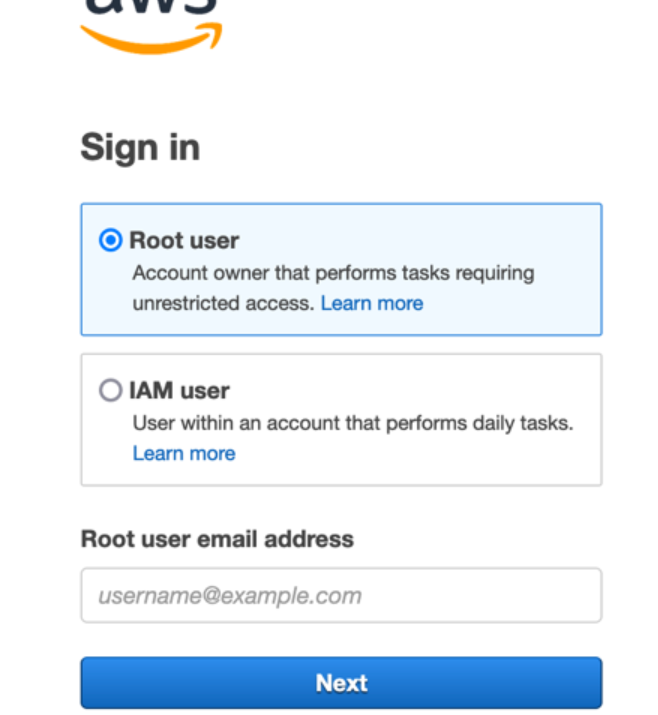 aws
Sign in
Root user
Account owner that performs tasks requiring
unrestricted access. Learn more
IAM user
User within an account that performs daily tasks.
Learn more
Root user email address
username@example.com
Next